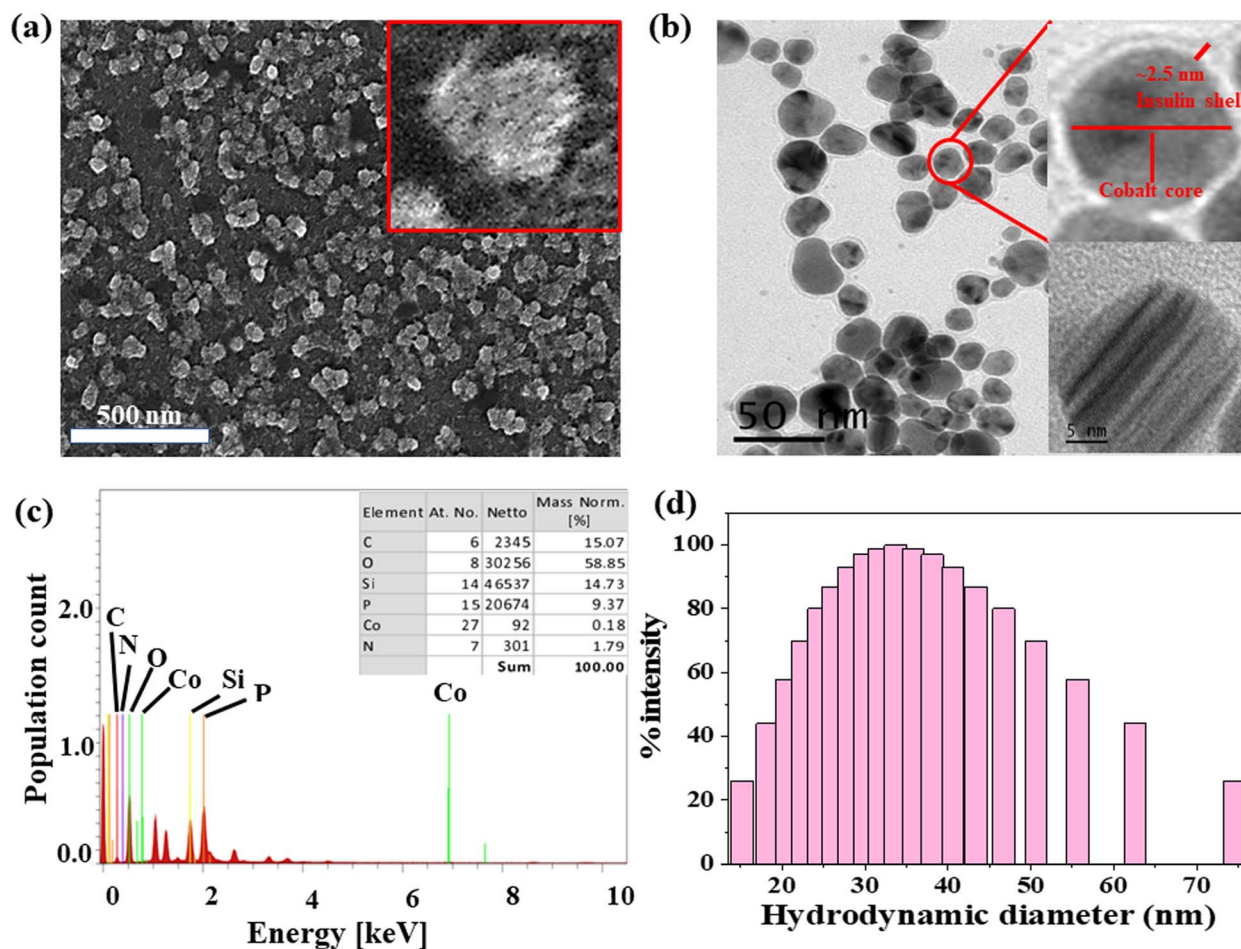 (a)
500 nm
(b)
~2.5 nm
Insulin shell
Cobalt core
50 nm
5 nm
(c)
Element At. No. Netto Mass Norm. [%]
C 6 2345 15.07
O 8 30256 58.85
Si 14 46537 14.73
P 15 20674 9.37
Co 27 92 0.18
N 7 301 1.79
Sum 100.00
Population count
2.0
1.0
0.0
C
N
O
Co
Si
P
Co
0 2 4 6 8 10
Energy [keV]
(d)
% intensity
100
80
60
40
20
0
20 30 40 50 60 70
Hydrodynamic diameter (nm)